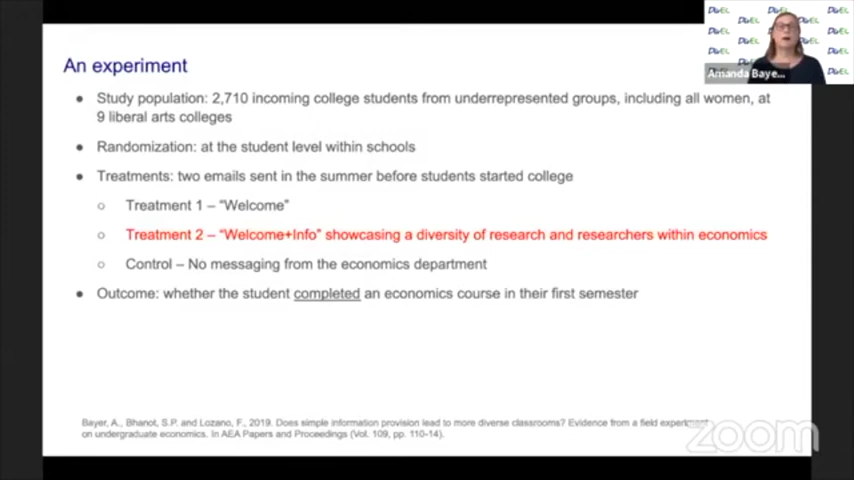 An experiment
● Study population: 2,710 incoming college students from underrepresented groups, including all women, at
9 liberal arts colleges
● Randomization: at the student level within schools
● Treatments: two emails sent in the summer before students started college
○ Treatment 1 – “Welcome”
○ Treatment 2 – “Welcome+Info” showcasing a diversity of research and researchers within economics
○ Control – No messaging from the economics department
● Outcome: whether the student completed an economics course in their first semester
Bayer, A., Bhanot, S.P. and Lozano, F., 2019. Does simple information provision lead to more diverse classrooms? Evidence from a field experiment
on undergraduate economics. In AEA Papers and Proceedings (Vol. 109, pp. 110-14).
Amanda Baye...
zoom